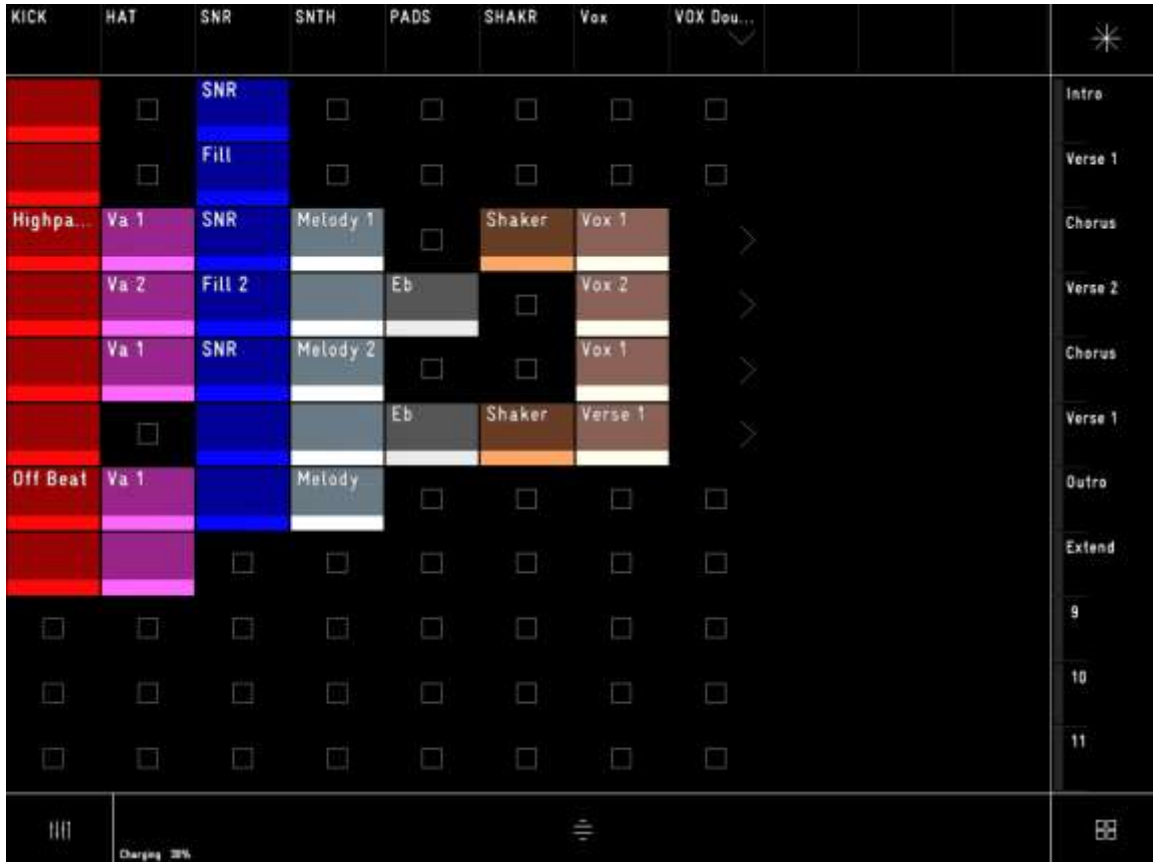 KICK HAT SNR SNTH PADS SHAKR Vox VOX Dou...
SNR Intro
Fill Verse 1
Highpa... Va 1 SNR Melody 1 Shaker Vox 1 Chorus
Va 2 Fill 2 Eb Vox 2 Verse 2
Va 1 SNR Melody 2 Vox 1 Chorus
Eb Shaker Verse 1 Verse 1
Off Beat Va 1 Melody Outro
Extend
9
10
11
Charging 38%